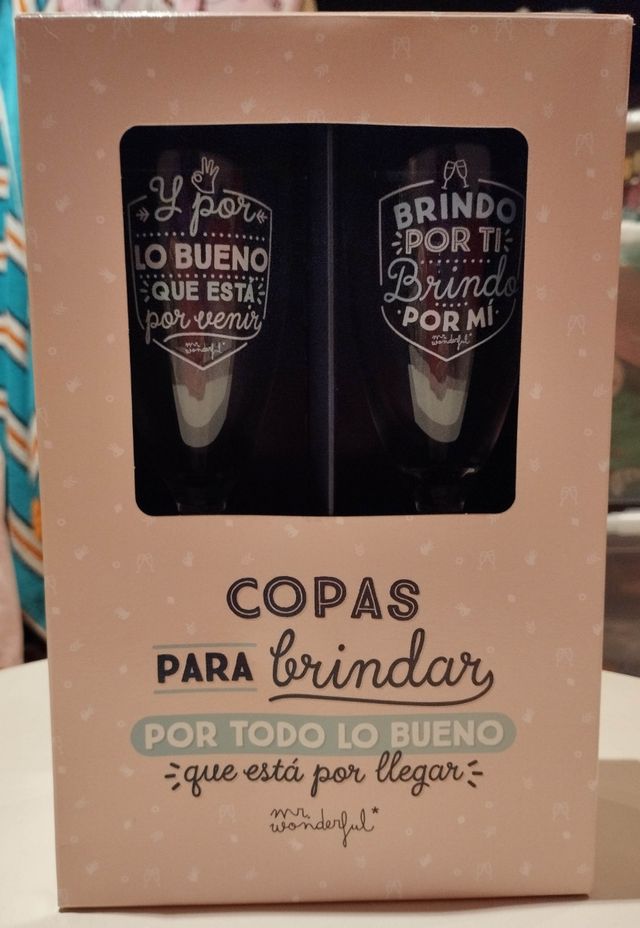 Y por
LO BUENO
QUE ESTÁ
por venir
mr.
wonderful*
BRINDO
POR TI
Brindo
POR MÍ
mr.
wonderful*
COPAS
PARA brindar
POR TODO LO BUENO
que está por llegar
mr.
wonderful*